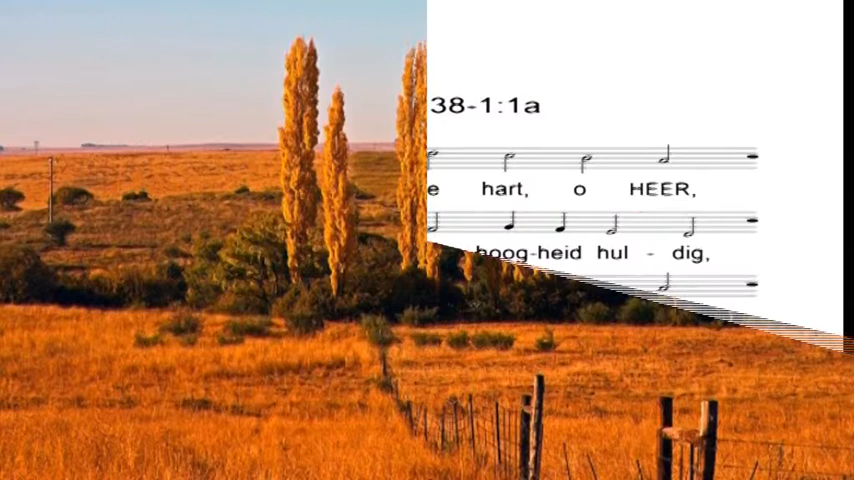 38-1:1a
e hart, o HEER,
hoog-heid hul - dig,